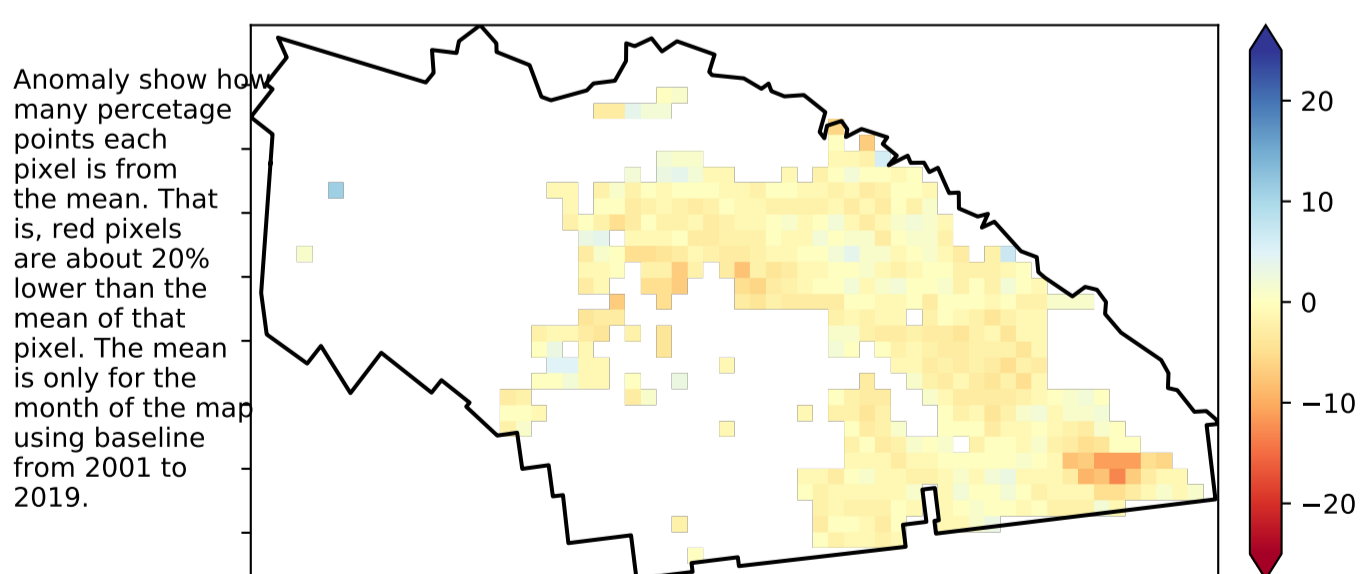 Anomaly show how
many percetage
points each
pixel is from
the mean. That
is, red pixels
are about 20%
lower than the
mean of that
pixel. The mean
is only for the
month of the map
using baseline
from 2001 to
2019.
20
10
0
−10
−20